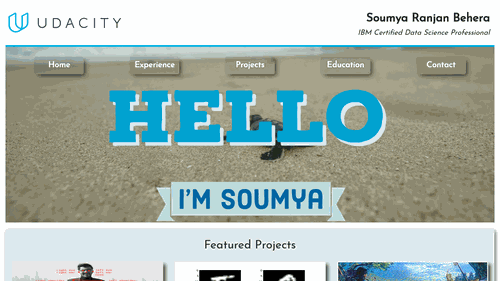 UDACITY
Soumya Ranjan Behera
IBM Certified Data Science Professional
Home
Experience
Projects
Education
Contact
HELLO
I'M SOUMYA
Featured Projects